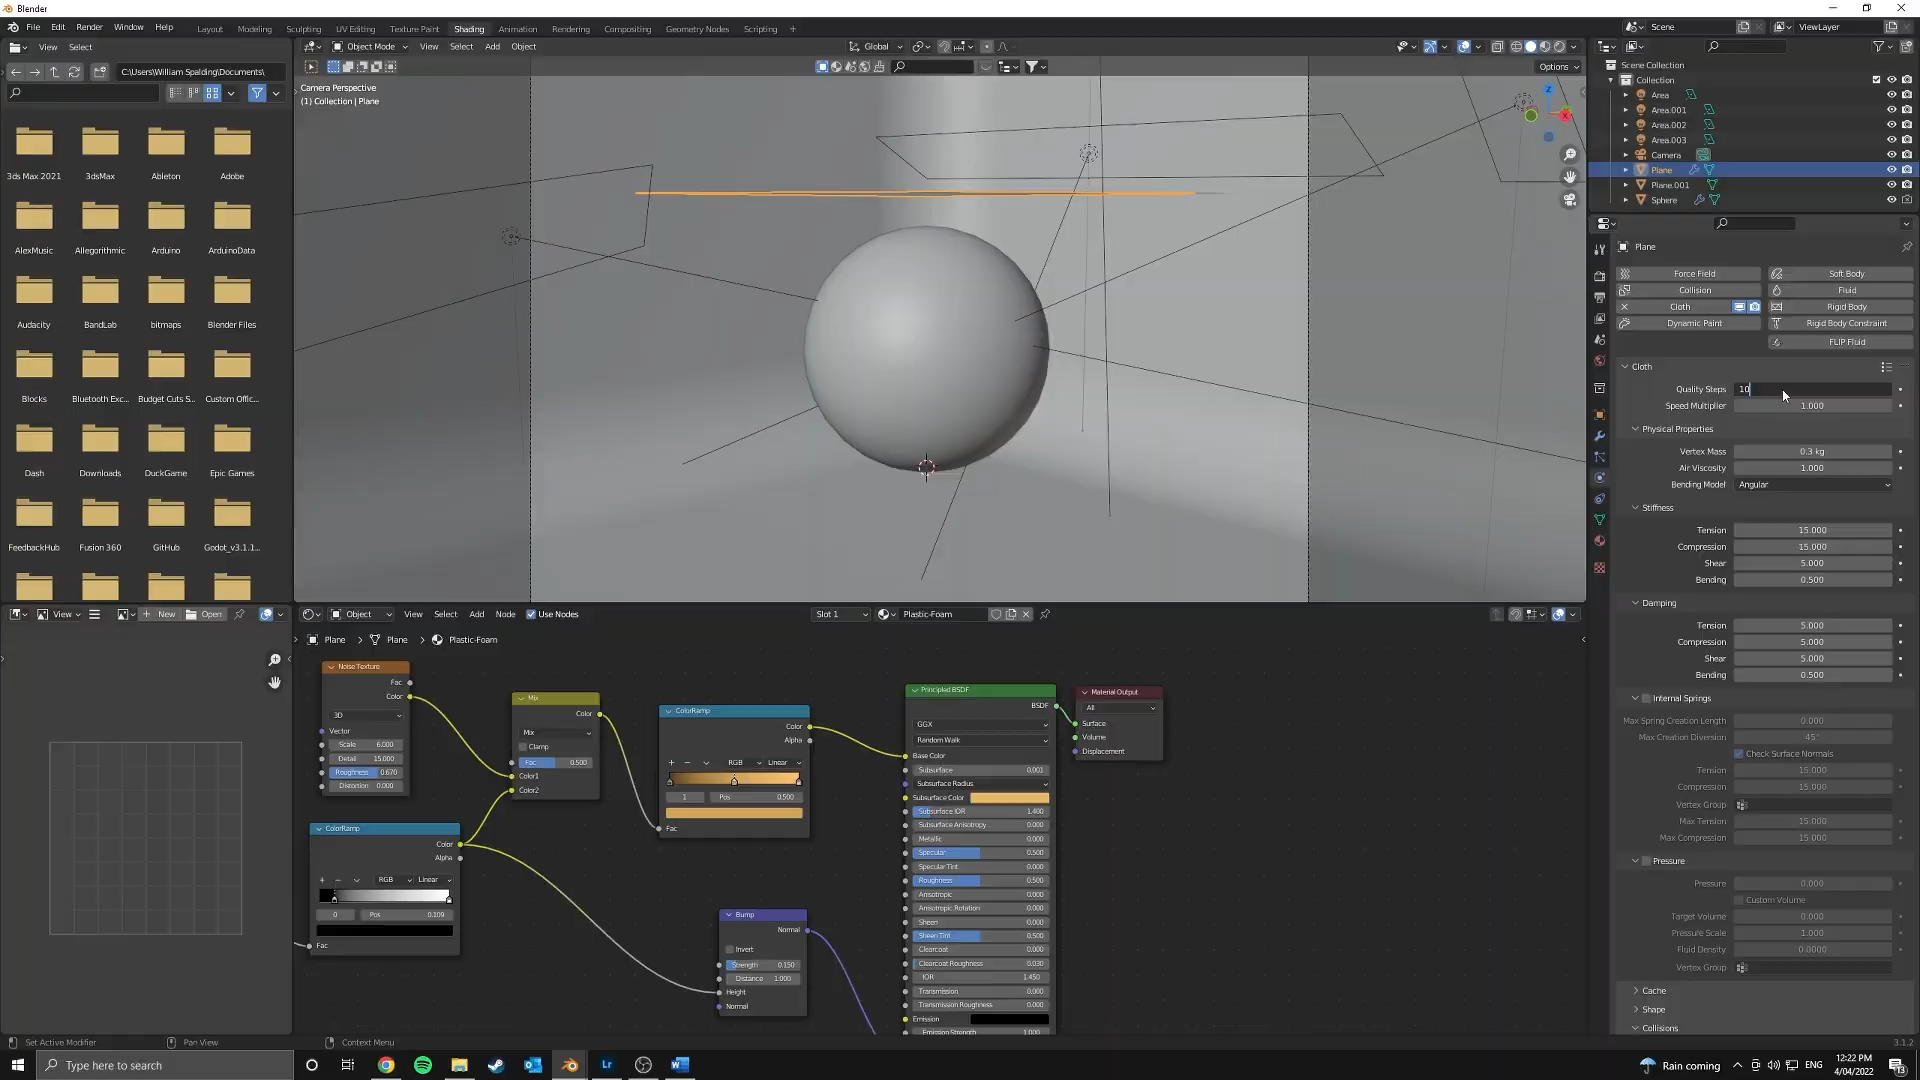 Blender
File Edit Render Window Help Layout Modeling Sculpting UV Editing Texture Paint Shading Animation Rendering Compositing Geometry Nodes Scripting + Scene ViewLayer
View Select Object Mode View Select Add Object Global
C:\Users\William Spalding\Documents\ Options
3ds Max 2021 3dsMax Ableton Adobe
AlexMusic Allegorithmic Arduino ArduinoData
Audacity BandLab bitmaps Blender Files
Blocks Bluetooth Exc... Budget Cuts S... Custom Offic...
Dash Downloads DuckGame Epic Games
FeedbackHub Fusion 360 GitHub Godot_v3.1.1...
Camera Perspective
(1) Collection | Plane
Z
X
Scene Collection
Collection
Area
Area.001
Area.002
Area.003
Camera
Plane
Plane.001
Sphere
Plane
Force Field Soft Body
Collision Fluid
Cloth Rigid Body
Dynamic Paint Rigid Body Constraint
FLIP Fluid
Cloth
Quality Steps 10
Speed Multiplier 1.000
Physical Properties
Vertex Mass 0.3 kg
Air Viscosity 1.000
Bending Model Angular
Stiffness
Tension 15.000
Compression 15.000
Shear 5.000
Bending 0.500
Damping
Tension 5.000
Compression 5.000
Shear 5.000
Bending 0.500
Internal Springs
Max Spring Creation Length 0.000
Max Creation Diversion 45°
Check Surface Normals
Tension 15.000
Compression 15.000
Vertex Group
Max Tension 15.000
Max Compression 15.000
Pressure
Pressure 0.000
Custom Volume
Target Volume 0.000
Pressure Scale 1.000
Fluid Density 0.0000
Vertex Group
Cache
Shape
Collisions
View + New Open
Object View Select Add Node Use Nodes Slot 1 Plastic-Foam
Plane > Plane > Plastic-Foam
Noise Texture
Fac
Color
3D
Vector
Scale 6.000
Detail 15.000
Roughness 0.670
Distortion 0.000
Mix
Color
Mix
Clamp
Fac 0.500
Color1
Color2
ColorRamp
Color
Alpha
+ − RGB Linear
1 Pos 0.500
Fac
ColorRamp
Color
Alpha
+ − RGB Linear
0 Pos 0.109
Fac
Bump
Normal
Invert
Strength 0.150
Distance 1.000
Height
Normal
Principled BSDF
BSDF
GGX
Random Walk
Base Color
Subsurface 0.001
Subsurface Radius
Subsurface Color
Subsurface IOR 1.400
Subsurface Anisotropy 0.000
Metallic 0.000
Specular 0.500
Specular Tint 0.000
Roughness 0.500
Anisotropic 0.000
Anisotropic Rotation 0.000
Sheen 0.000
Sheen Tint 0.500
Clearcoat 0.000
Clearcoat Roughness 0.030
IOR 1.450
Transmission 0.000
Transmission Roughness 0.000
Emission
Emission Strength 1.000
Material Output
All
Surface
Volume
Displacement
Set Active Modifier Pan View Context Menu 3.1.2
Type here to search Lr Rain coming ENG 12:22 PM
4/04/2022